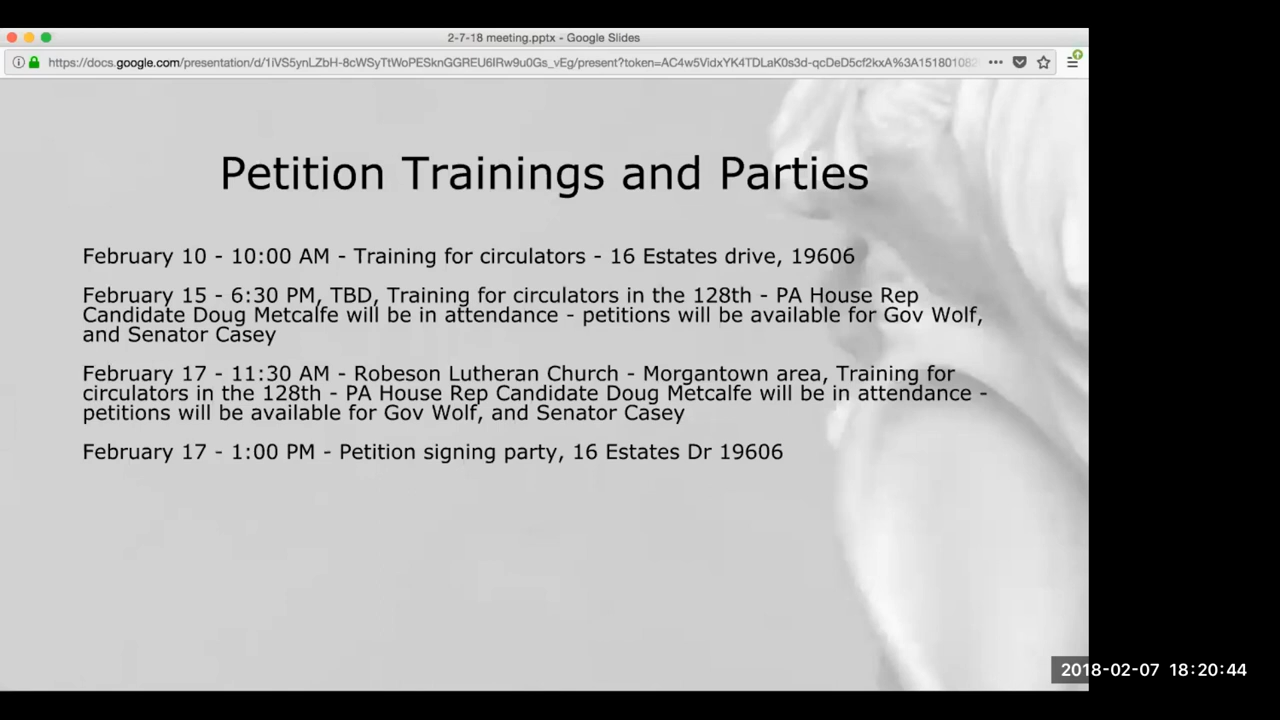 2-7-18 meeting.pptx - Google Slides
https://docs.google.com/presentation/d/1iVS5ynLZbH-8cWSyTtWoPESknGGREU6IRw9u0Gs_vEg/present?token=AC4w5VidxYK4TDLaK0s3d-qcDeD5cf2kxA%3A1518010
Petition Trainings and Parties
February 10 - 10:00 AM - Training for circulators - 16 Estates drive, 19606
February 15 - 6:30 PM, TBD, Training for circulators in the 128th - PA House Rep
Candidate Doug Metcalfe will be in attendance - petitions will be available for Gov Wolf,
and Senator Casey
February 17 - 11:30 AM - Robeson Lutheran Church - Morgantown area, Training for
circulators in the 128th - PA House Rep Candidate Doug Metcalfe will be in attendance -
petitions will be available for Gov Wolf, and Senator Casey
February 17 - 1:00 PM - Petition signing party, 16 Estates Dr 19606
2018-02-07 18:20:44